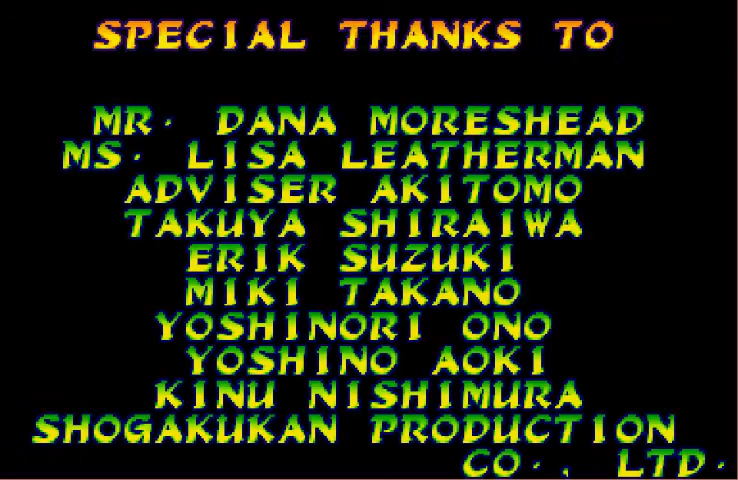 SPECIAL THANKS TO
MR. DANA MORESHEAD
MS. LISA LEATHERMAN
ADVISER AKITOMO
TAKUYA SHIRAIWA
ERIK SUZUKI
MIKI TAKANO
YOSHINORI ONO
YOSHINO AOKI
KINU NISHIMURA
SHOGAKUKAN PRODUCTION
CO., LTD.